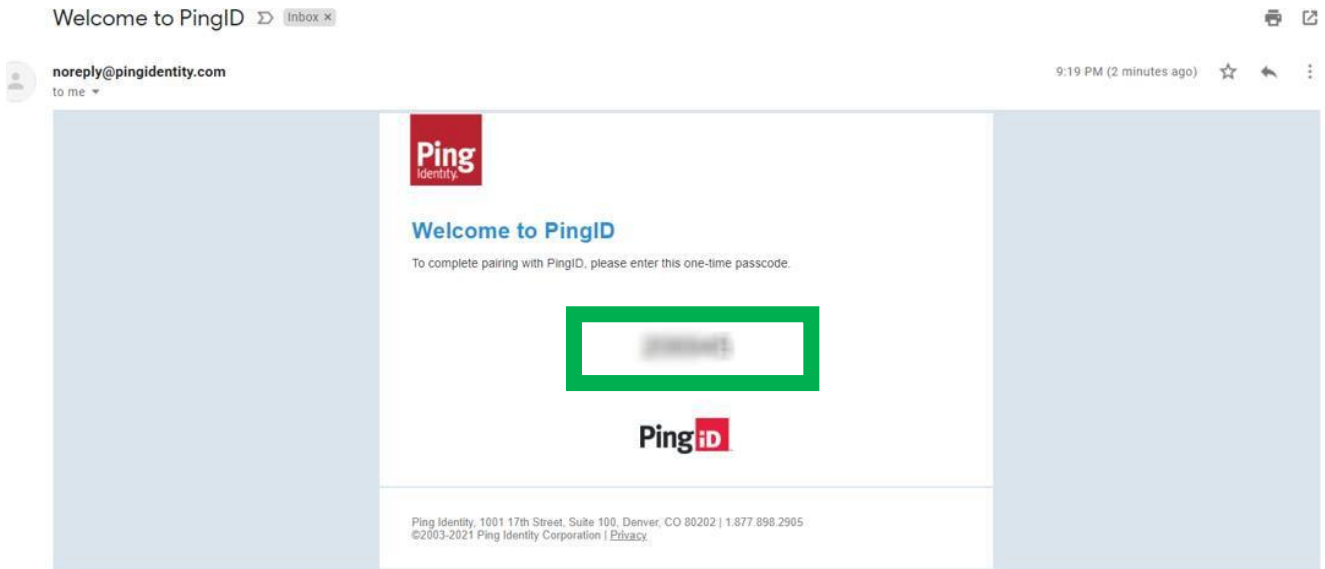 Welcome to PingID Inbox ×
noreply@pingidentity.com 9:19 PM (2 minutes ago)
to me
Ping
Identity.
Welcome to PingID
To complete pairing with PingID, please enter this one-time passcode.
Ping iD
Ping Identity, 1001 17th Street, Suite 100, Denver, CO 80202 | 1.877.898.2905
©2003-2021 Ping Identity Corporation | Privacy